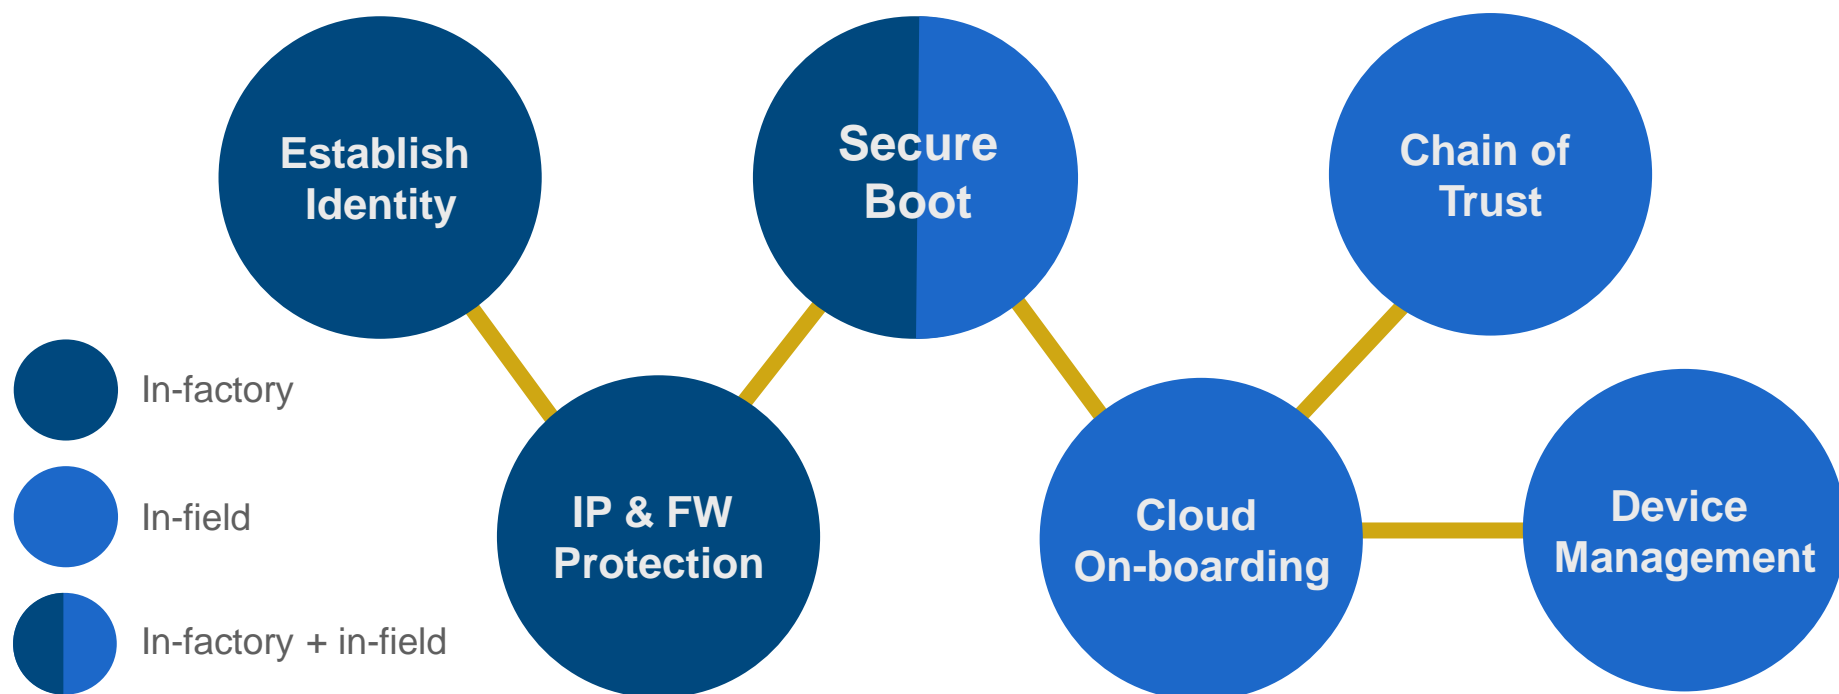 Establish
Identity
Secure
Boot
Chain of
Trust
In-factory
In-field
In-factory + in-field
IP & FW
Protection
Cloud
On-boarding
Device
Management